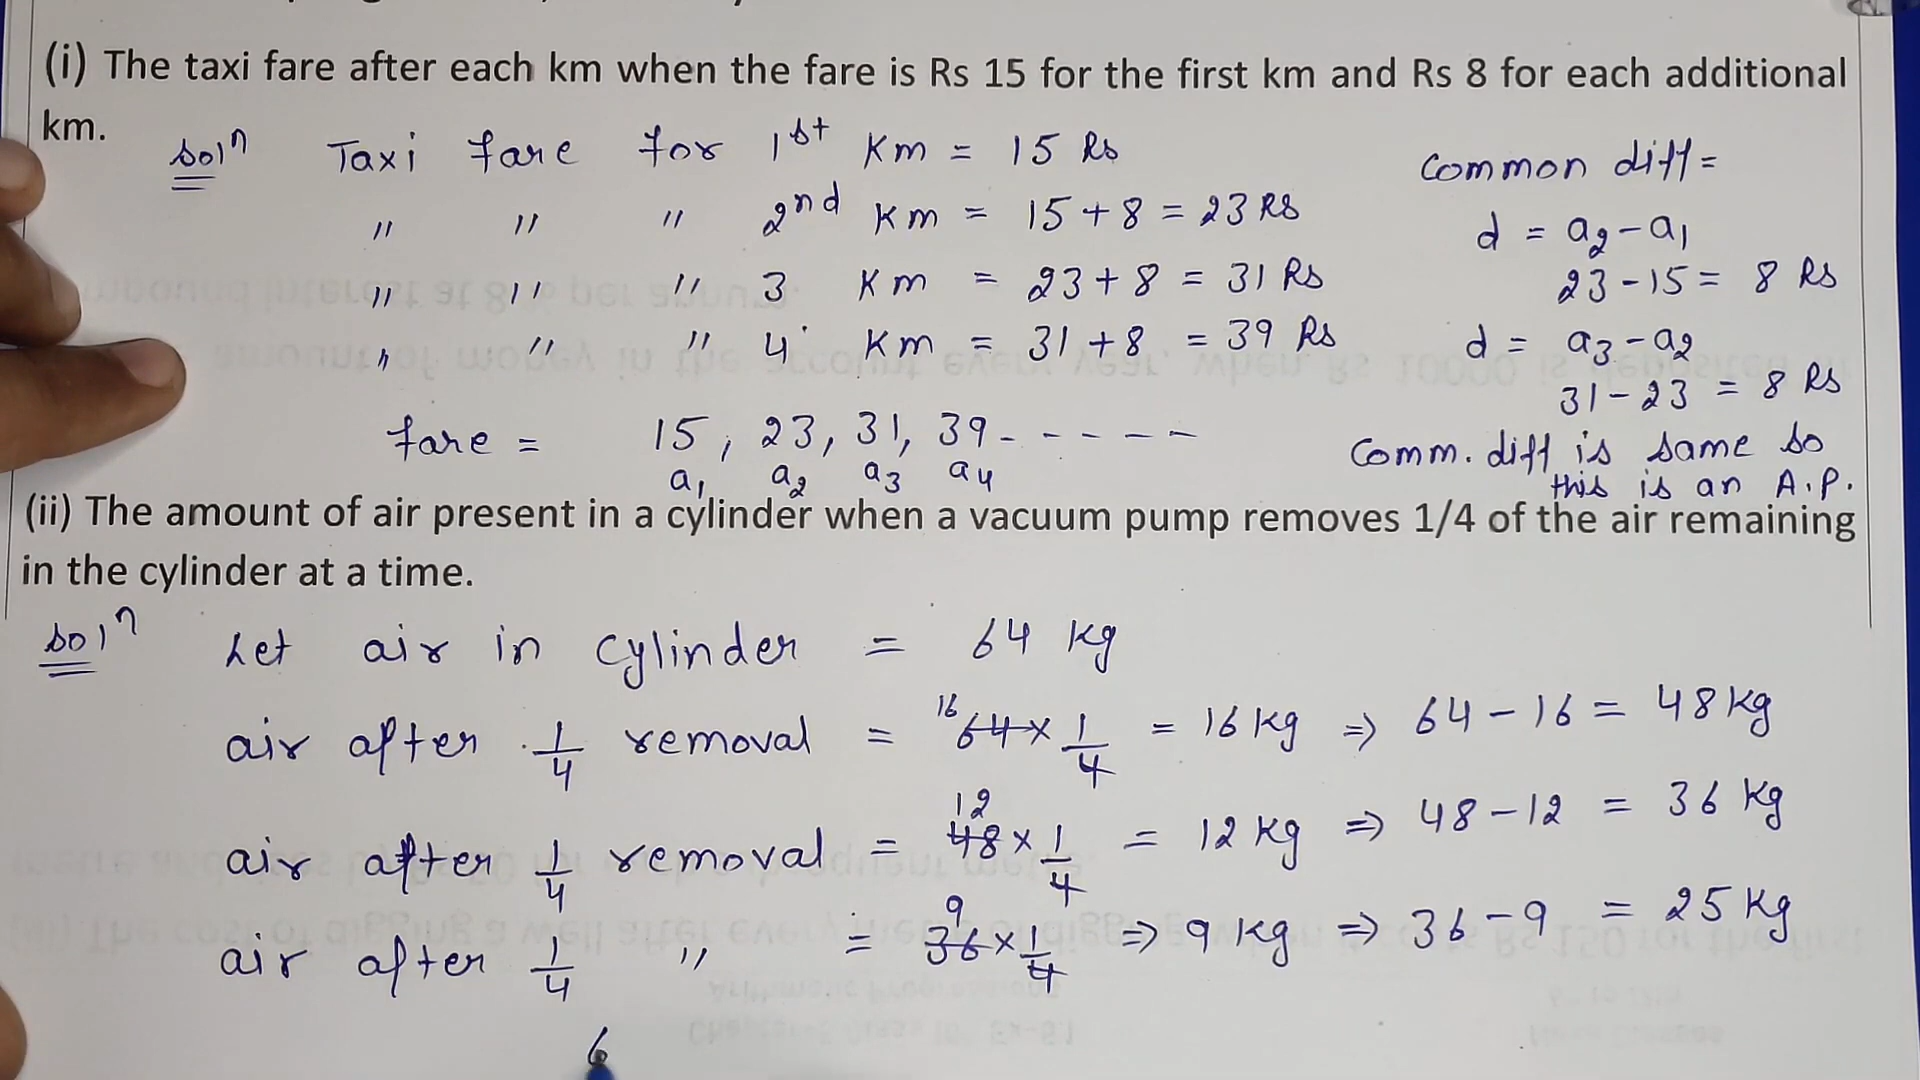 (i) The taxi fare after each km when the fare is Rs 15 for the first km and Rs 8 for each additional
km.
Solⁿ Taxi fare for 1st Km = 15 Rs
" " " 2nd Km = 15 + 8 = 23 Rs
" " " 3 Km = 23 + 8 = 31 Rs
" " " 4 Km = 31 + 8 = 39 Rs
fare = 15, 23, 31, 39 - - - - -
a₁ a₂ a₃ a₄
Common diff =
d = a₂ - a₁
23 - 15 = 8 Rs
d = a₃ - a₂
31 - 23 = 8 Rs
Comm. diff is same so
this is an A.P.
(ii) The amount of air present in a cylinder when a vacuum pump removes 1/4 of the air remaining
in the cylinder at a time.
Solⁿ Let air in cylinder = 64 kg
air after 1/4 removal = 16 64 × 1/4 = 16 kg ⇒ 64 - 16 = 48 kg
air after 1/4 removal = 12 48 × 1/4 = 12 kg ⇒ 48 - 12 = 36 kg
air after 1/4 " = 9 36 × 1/4 ⇒ 9 kg ⇒ 36 - 9 = 25 kg
6